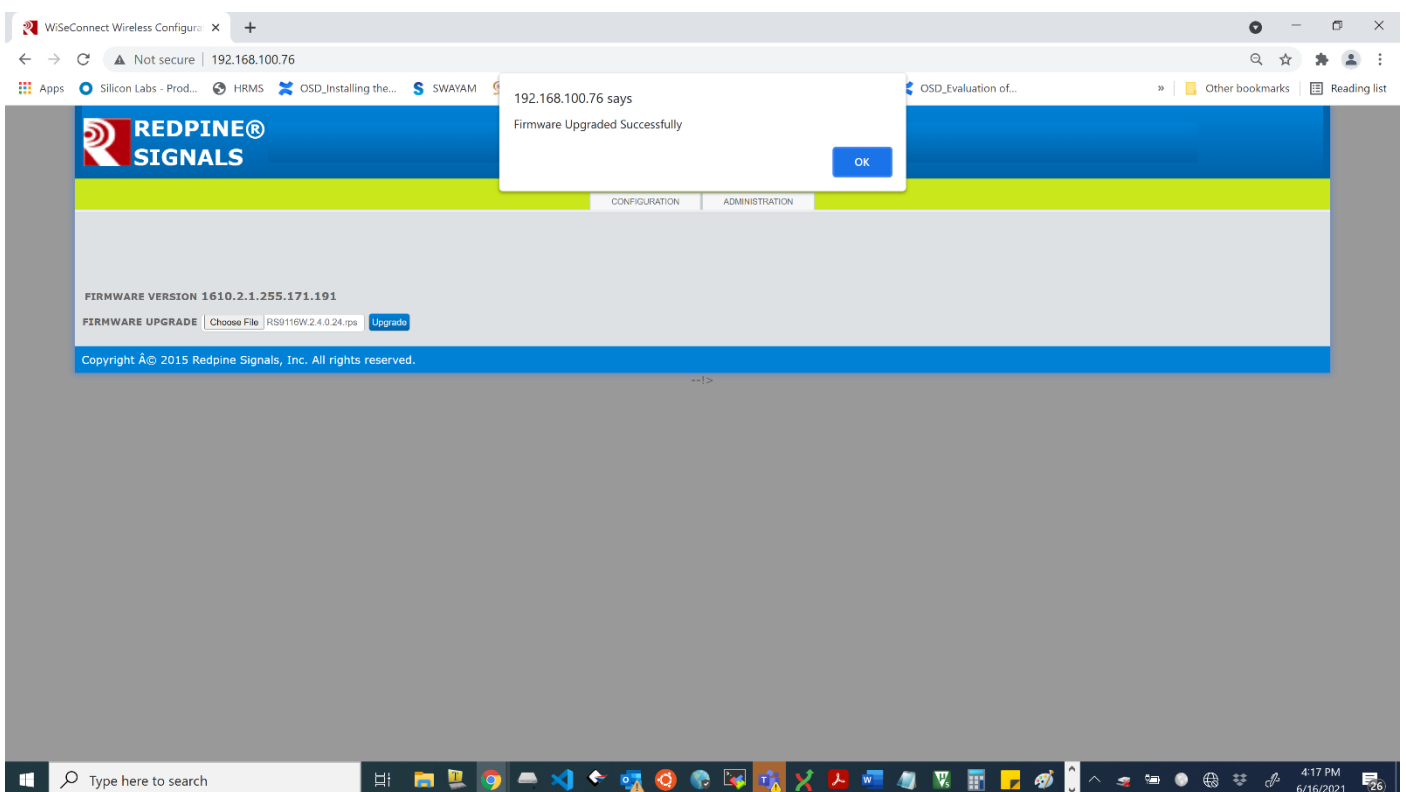 WiSeConnect Wireless Configura
Not secure | 192.168.100.76
Apps Silicon Labs - Prod... HRMS OSD_Installing the... SWAYAM OSD_Evaluation of... » Other bookmarks Reading list
192.168.100.76 says
Firmware Upgraded Successfully
OK
REDPINE®
SIGNALS
CONFIGURATION ADMINISTRATION
FIRMWARE VERSION 1610.2.1.255.171.191
FIRMWARE UPGRADE Choose File RS9116W.2.4.0.24.rps Upgrade
Copyright Â© 2015 Redpine Signals, Inc. All rights reserved.
--!>
Type here to search
4:17 PM
6/16/2021
26